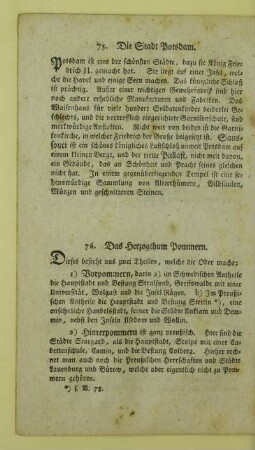 75. Die Stadt Potsdam.
Potsdam ist eine der schönsten Städte, dazu sie König Frie-
drich II. gemacht hat. Sie liegt auf einer Insel, wel-
che die Havel und einige Seen machen. Das königliche Schloß
ist prächtig. Außer einer wichtigen Gewehrfabrik sind hier
noch andere erhebliche Manufacturen und Fabriken. Das
Waisenhaus für viele hundert Soldatenkinder beiderlei Ge-
schlechts, und die vortreflich eingerichtete Garnisonschule, sind
merkwürdige Anstalten. Nicht weit von beiden ist die Garni-
sonkirche, in welcher Friedrich der Große beigesetzt ist. Sans-
souci ist ein schönes königliches Lustschloß unweit Potsdam auf
einem kleinen Berge, und der neue Pallast, nicht weit davon,
ein Gebäude, das an Schönheit und Pracht seines gleichen
nicht hat. In einem gegenüberliegenden Tempel ist eine se-
henswürdige Sammlung von Alterthümern, Bildsäulen,
Münzen und geschnittenen Steinen.
76. Das Herzogthum Pommern.
Dieses besteht aus zwei Theilen, welche die Oder mache:
1) Vorpommern, darin a) im Schwedischen Antheile
die Hauptstadt und Vestung Stralsund, Greifswalde mit einer
Universität, Wolgast und die Insel Rügen. b) Im Preußi-
schen Antheile die Hauptstadt und Vestung Stettin *), eine
ansehnliche Handelsstadt, ferner die Städte Anklam und Dem-
min, nebst den Inseln Usedom und Wollin.
2) Hinterpommern ist ganz preußisch. Hier sind die
Städte Stargard, als die Hauptstadt, Stolpe mit einer Ca-
dettenschule, Camin, und die Vestung Colberg. Hieher rech-
net man auch noch die Preußischen Herrschaften und Städte
Lauenburg und Bütow, welche aber eigentlich nicht zu Pom-
mern gehören.
*) s. B. 78.